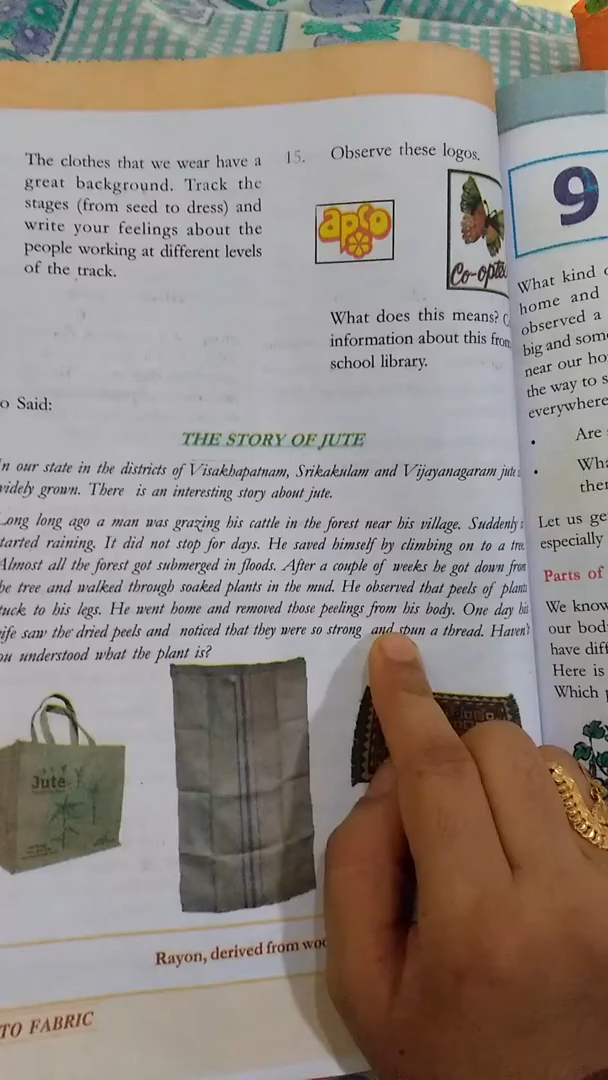 The clothes that we wear have a
great background. Track the
stages (from seed to dress) and
write your feelings about the
people working at different levels
of the track.
15. Observe these logos.
apco
Co-opte
What does this means?
information about this from
school library.
o Said:
THE STORY OF JUTE
In our state in the districts of Visakhapatnam, Srikakulam and Vijayanagaram jute
widely grown. There is an interesting story about jute.
Long long ago a man was grazing his cattle in the forest near his village. Suddenly
tarted raining. It did not stop for days. He saved himself by climbing on to a tree.
Almost all the forest got submerged in floods. After a couple of weeks he got down from
he tree and walked through soaked plants in the mud. He observed that peels of plants
tuck to his legs. He went home and removed those peelings from his body. One day his
ife saw the dried peels and noticed that they were so strong and spun a thread. Haven't
ou understood what the plant is?
Jute
Rayon, derived from woo
TO FABRIC
9
What kind
home and
observed a
big and som
near our ho
the way to s
everywhere
• Are
• Wha
ther
Let us ge
especially
Parts of
We know
our bod
have diff
Here is
Which